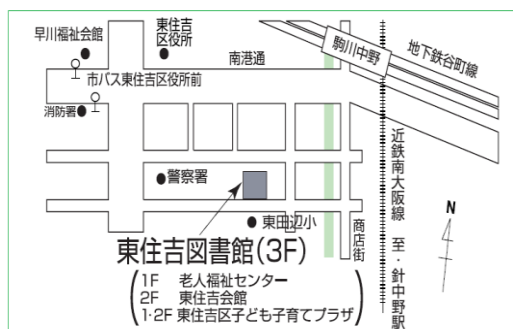 早川福祉会館
東住吉
区役所
南港通
駒川中野
地下鉄谷町線
市バス東住吉区役所前
消防署
警察署
東田辺小
商店街
近鉄南大阪線 至・針中野駅
N
東住吉図書館(3F)
1F 老人福祉センター
2F 東住吉会館
1・2F 東住吉区子ども子育てプラザ